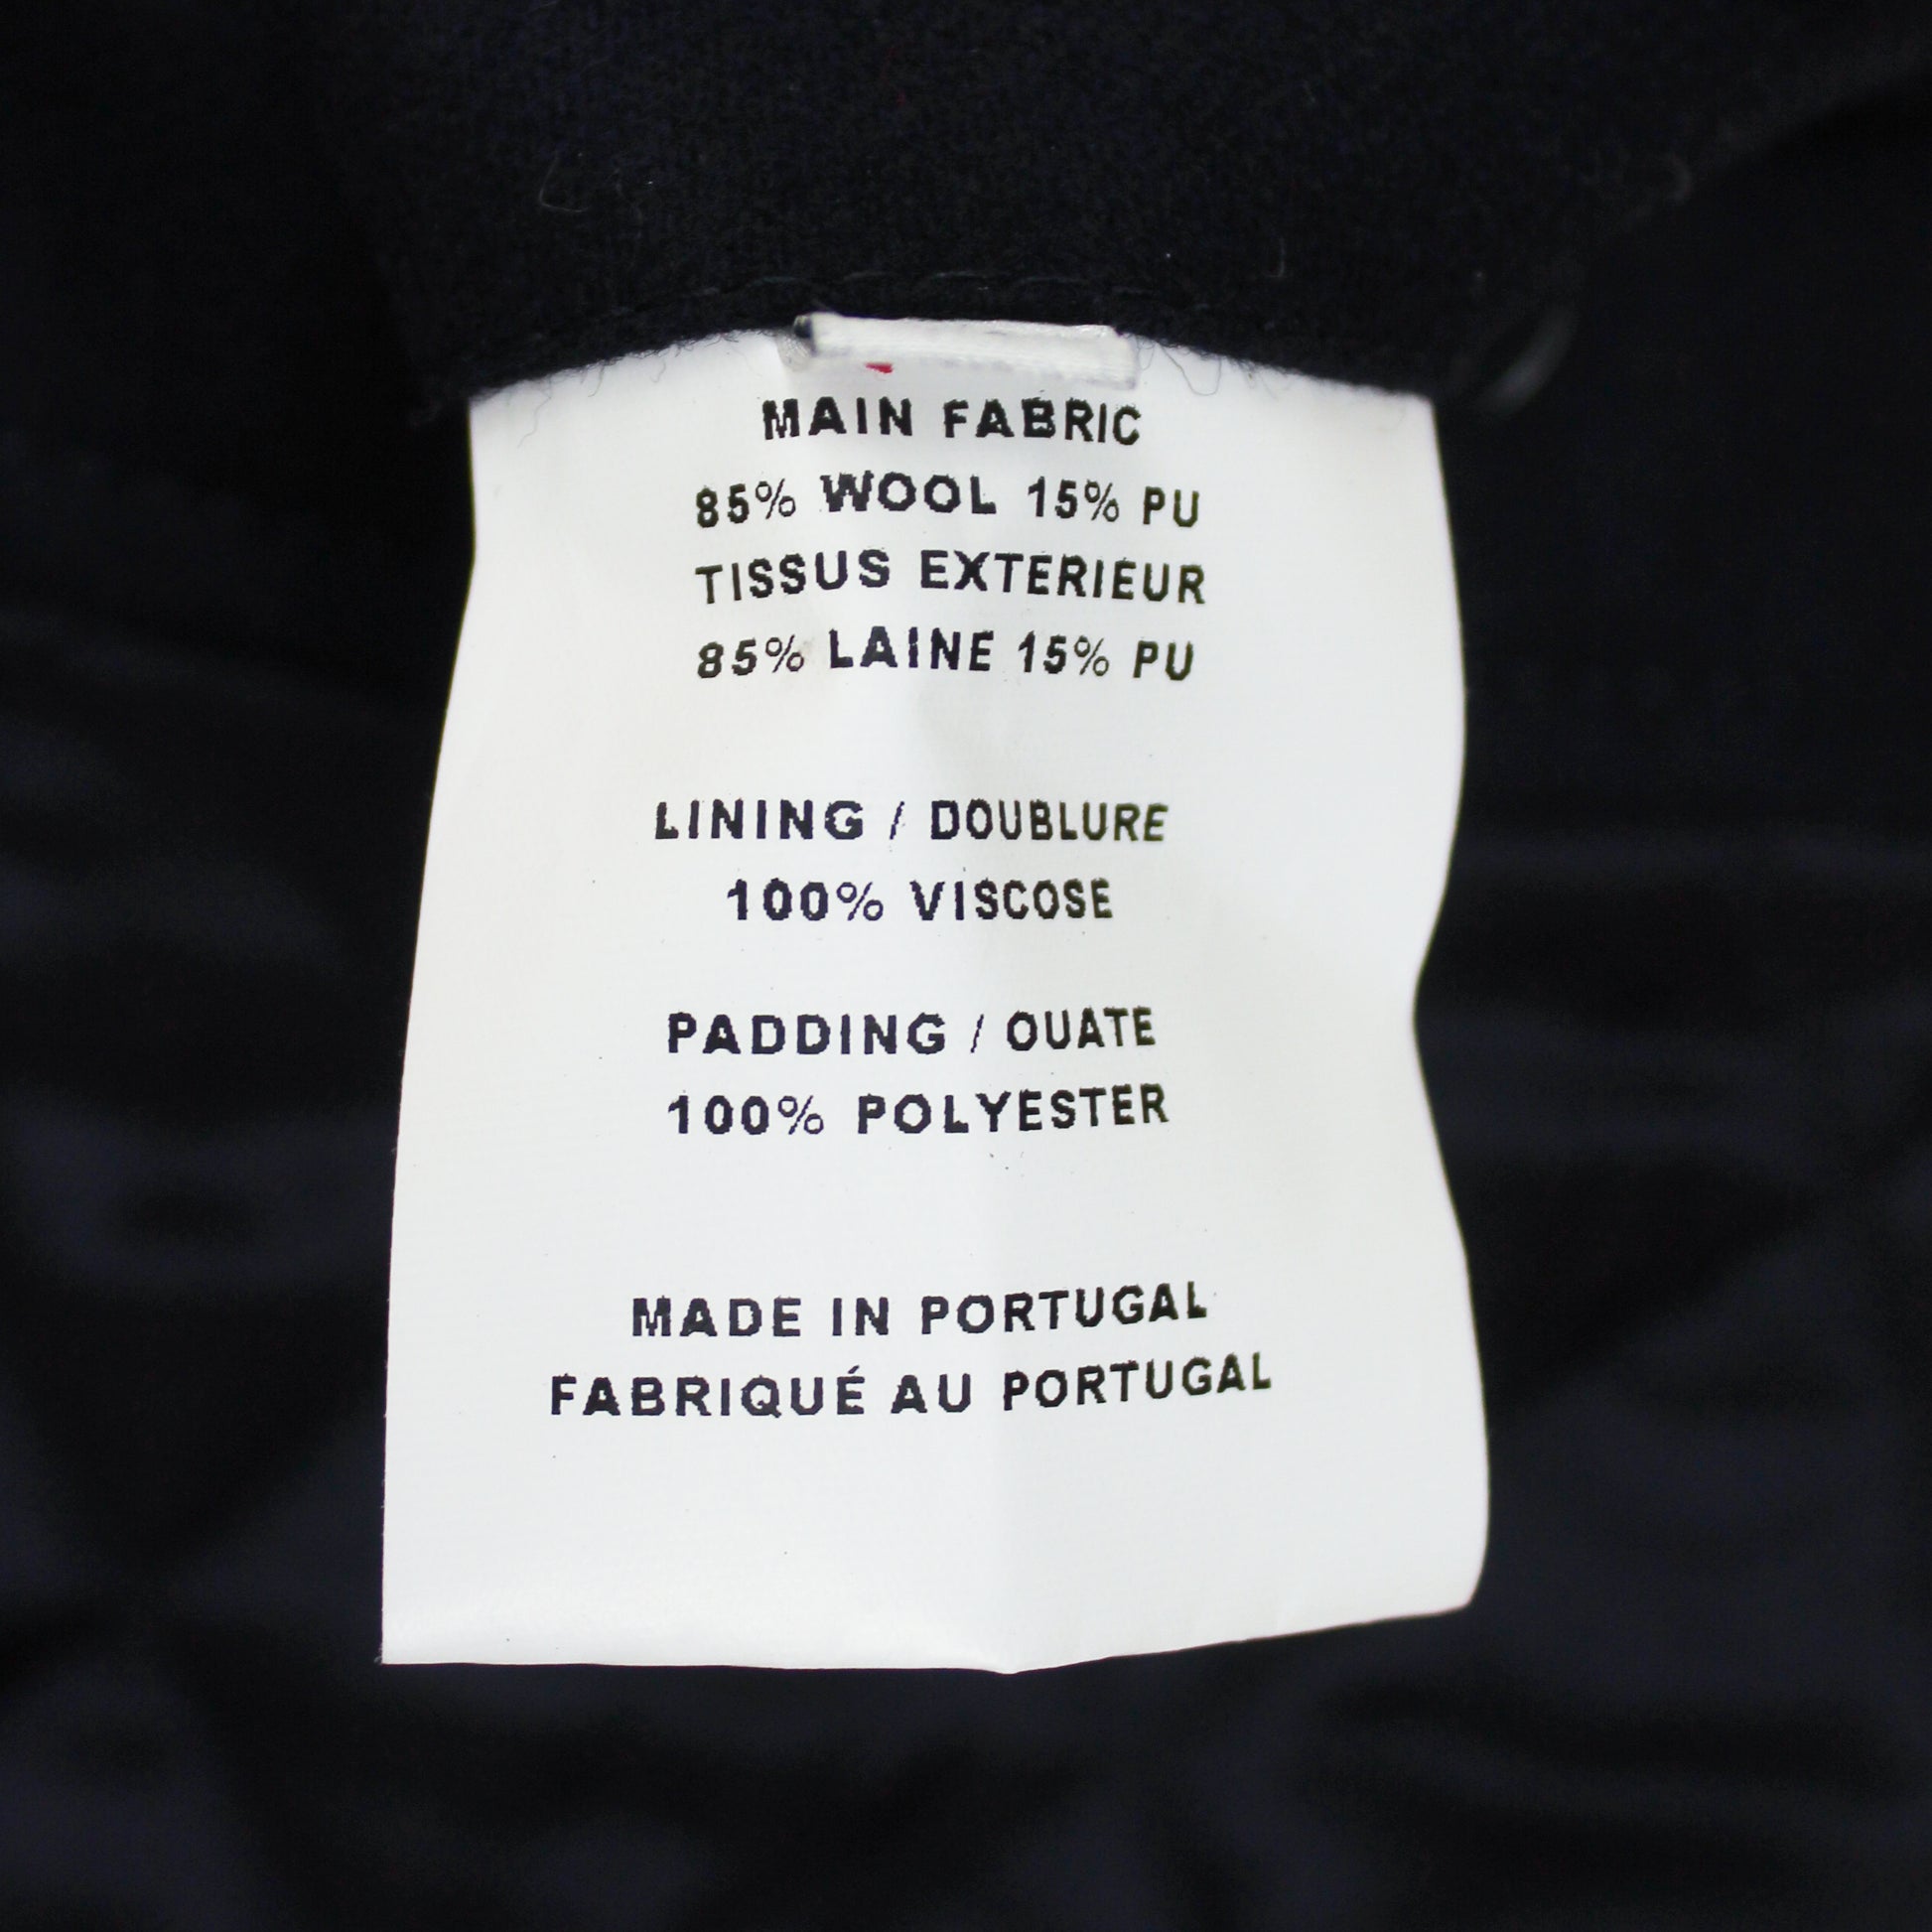 MAIN FABRIC
85% WOOL 15% PU
TISSUS EXTERIEUR
85% LAINE 15% PU
LINING / DOUBLURE
100% VISCOSE
PADDING / OUATE
100% POLYESTER
MADE IN PORTUGAL
FABRIQUÉ AU PORTUGAL